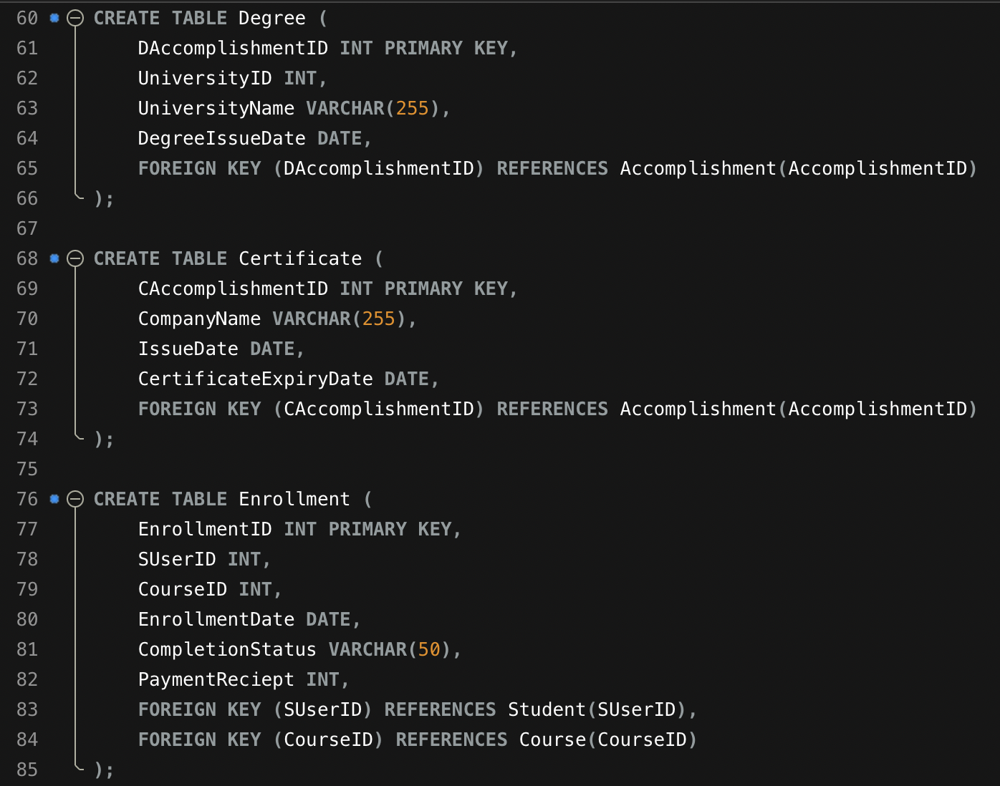 60 CREATE TABLE Degree (
61 DAccomplishmentID INT PRIMARY KEY,
62 UniversityID INT,
63 UniversityName VARCHAR(255),
64 DegreeIssueDate DATE,
65 FOREIGN KEY (DAccomplishmentID) REFERENCES Accomplishment(AccomplishmentID)
66 );
67
68 CREATE TABLE Certificate (
69 CAccomplishmentID INT PRIMARY KEY,
70 CompanyName VARCHAR(255),
71 IssueDate DATE,
72 CertificateExpiryDate DATE,
73 FOREIGN KEY (CAccomplishmentID) REFERENCES Accomplishment(AccomplishmentID)
74 );
75
76 CREATE TABLE Enrollment (
77 EnrollmentID INT PRIMARY KEY,
78 SUserID INT,
79 CourseID INT,
80 EnrollmentDate DATE,
81 CompletionStatus VARCHAR(50),
82 PaymentReciept INT,
83 FOREIGN KEY (SUserID) REFERENCES Student(SUserID),
84 FOREIGN KEY (CourseID) REFERENCES Course(CourseID)
85 );